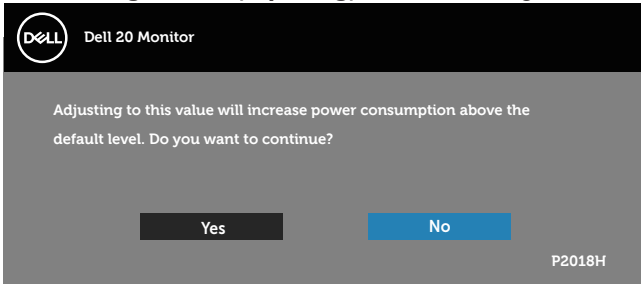 DELL Dell 20 Monitor
Adjusting to this value will increase power consumption above the
default level. Do you want to continue?
Yes No
P2018H